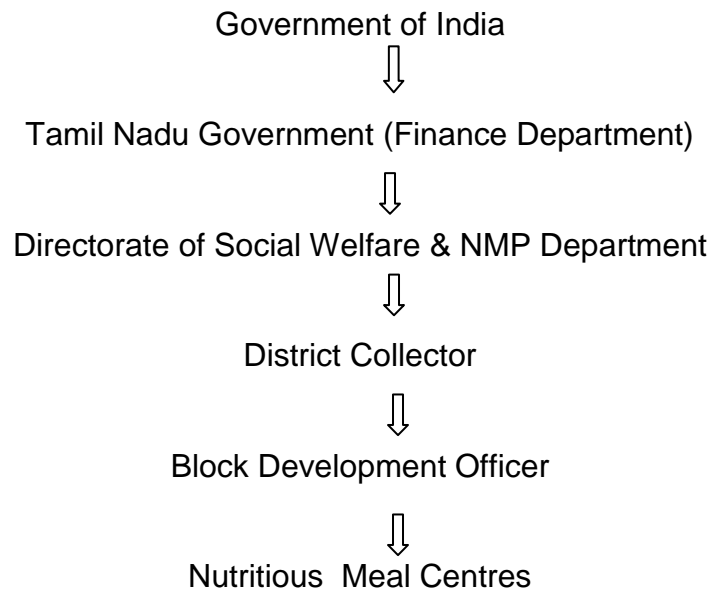 Government of India
Tamil Nadu Government (Finance Department)
Directorate of Social Welfare & NMP Department
District Collector
Block Development Officer
Nutritious Meal Centres